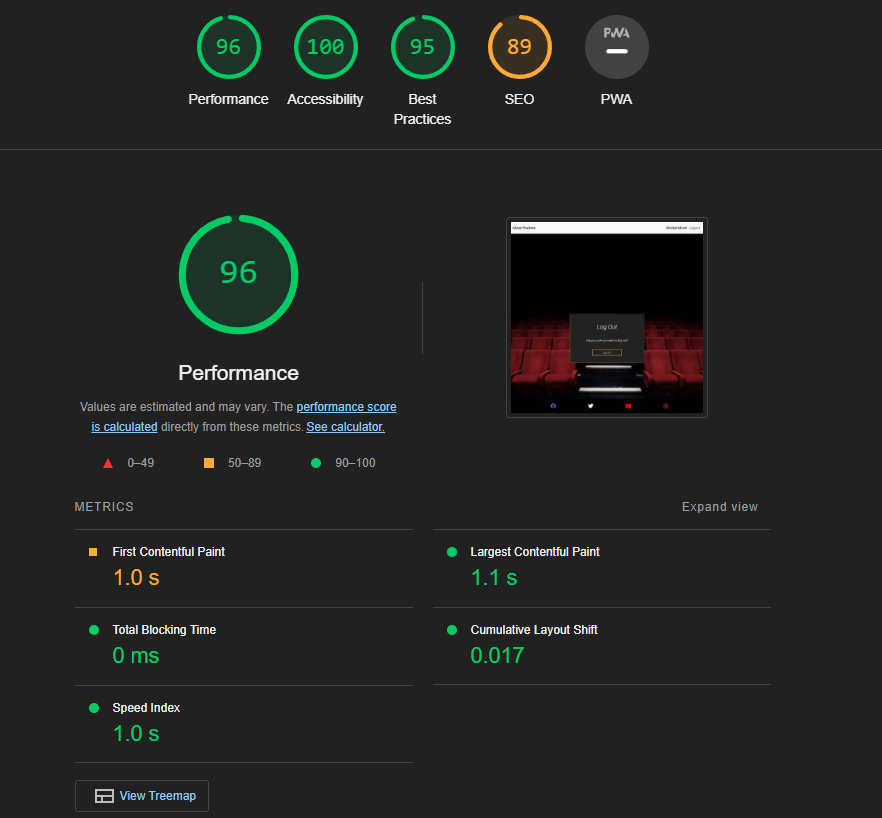 96
100
95
89
PWA
Performance
Accessibility
Best
Practices
SEO
PWA
96
Performance
Values are estimated and may vary. The performance score
is calculated directly from these metrics. See calculator.
0–49
50–89
90–100
METRICS
Expand view
First Contentful Paint
1.0 s
Largest Contentful Paint
1.1 s
Total Blocking Time
0 ms
Cumulative Layout Shift
0.017
Speed Index
1.0 s
View Treemap
Log Out